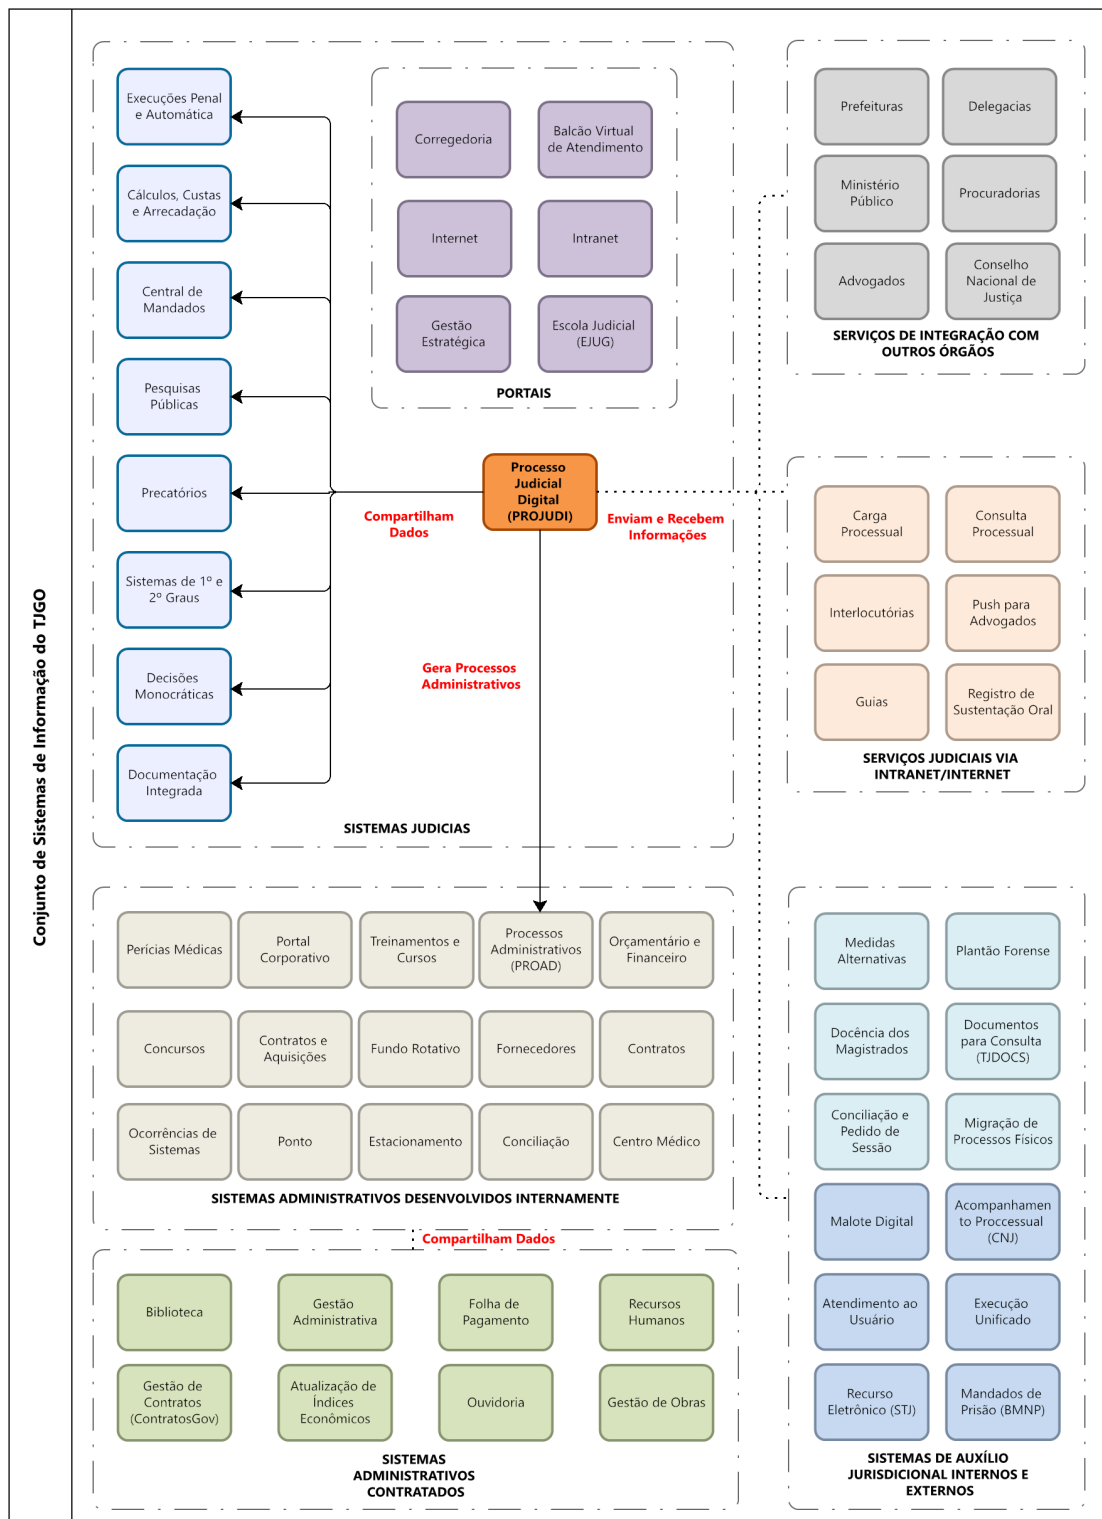 Conjunto de Sistemas de Informação do TJGO
Execuções Penal
e Automática
Cálculos, Custas
e Arrecadação
Central de
Mandados
Pesquisas
Públicas
Precatórios
Sistemas de 1º e
2º Graus
Decisões
Monocráticas
Documentação
Integrada
Corregedoria
Balcão Virtual
de Atendimento
Internet
Intranet
Gestão
Estratégica
Escola Judicial
(EJUG)
PORTAIS
Processo
Judicial
Digital
(PROJUDI)
Compartilham
Dados
Enviam e Recebem
Informações
Gera Processos
Administrativos
SISTEMAS JUDICIAS
Prefeituras
Delegacias
Ministério
Público
Procuradorias
Advogados
Conselho
Nacional de
Justiça
SERVIÇOS DE INTEGRAÇÃO COM
OUTROS ÓRGÃOS
Carga
Processual
Consulta
Processual
Interlocutórias
Push para
Advogados
Guias
Registro de
Sustentação Oral
SERVIÇOS JUDICIAIS VIA
INTRANET/INTERNET
Perícias Médicas
Portal
Corporativo
Treinamentos e
Cursos
Processos
Administrativos
(PROAD)
Orçamentário e
Financeiro
Concursos
Contratos e
Aquisições
Fundo Rotativo
Fornecedores
Contratos
Ocorrências de
Sistemas
Ponto
Estacionamento
Conciliação
Centro Médico
SISTEMAS ADMINISTRATIVOS DESENVOLVIDOS INTERNAMENTE
Compartilham Dados
Biblioteca
Gestão
Administrativa
Folha de
Pagamento
Recursos
Humanos
Gestão de
Contratos
(ContratosGov)
Atualização de
Índices
Econômicos
Ouvidoria
Gestão de Obras
SISTEMAS
ADMINISTRATIVOS
CONTRATADOS
Medidas
Alternativas
Plantão Forense
Docência dos
Magistrados
Documentos
para Consulta
(TJDOCS)
Conciliação e
Pedido de
Sessão
Migração de
Processos Físicos
Malote Digital
Acompanhamen
to Proccessual
(CNJ)
Atendimento ao
Usuário
Execução
Unificado
Recurso
Eletrônico (STJ)
Mandados de
Prisão (BMNP)
SISTEMAS DE AUXÍLIO
JURISDICIONAL INTERNOS E
EXTERNOS